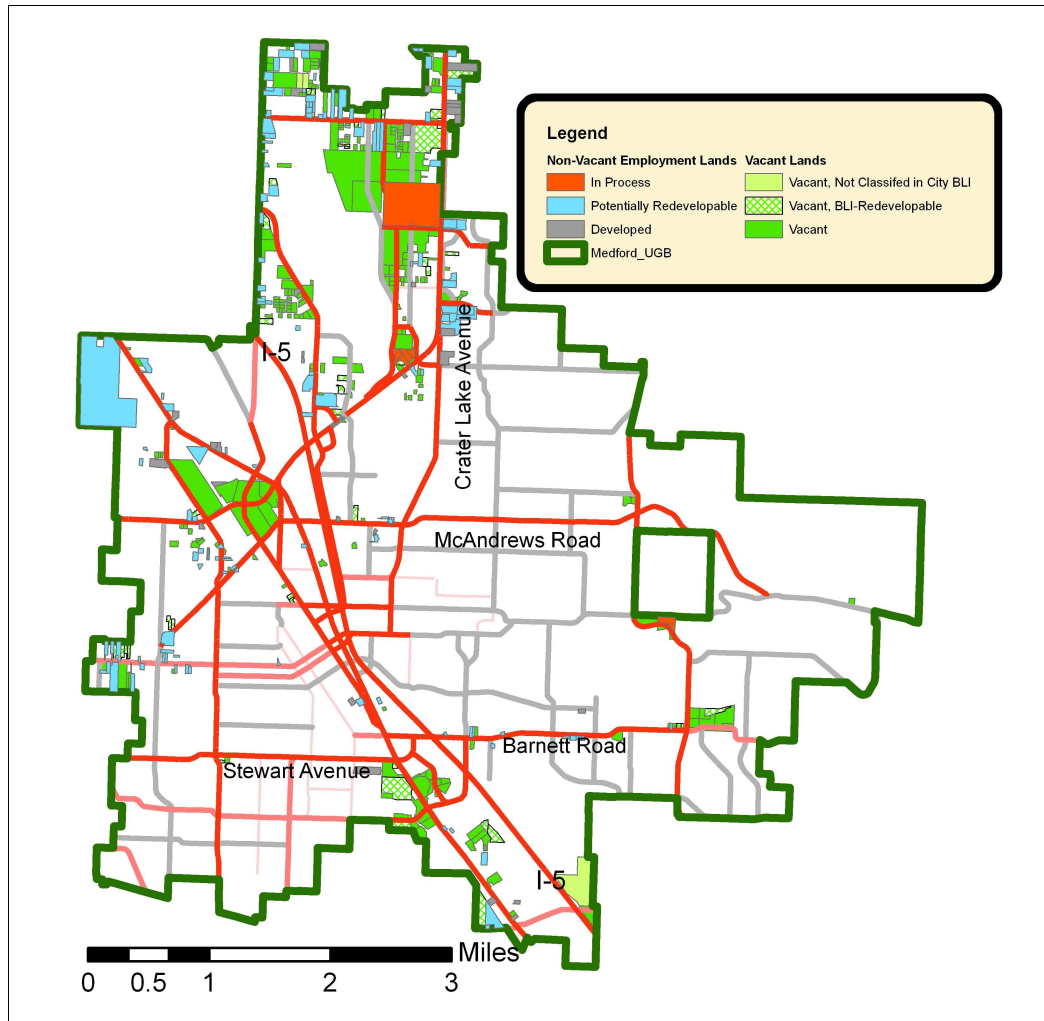 Legend
Non-Vacant Employment Lands
In Process
Potentially Redevelopable
Developed
Medford_UGB
Vacant Lands
Vacant, Not Classifed in City BLI
Vacant, BLI-Redevelopable
Vacant
I-5
Crater Lake Avenue
McAndrews Road
Barnett Road
Stewart Avenue
I-5
Miles
0 0.5 1 2 3